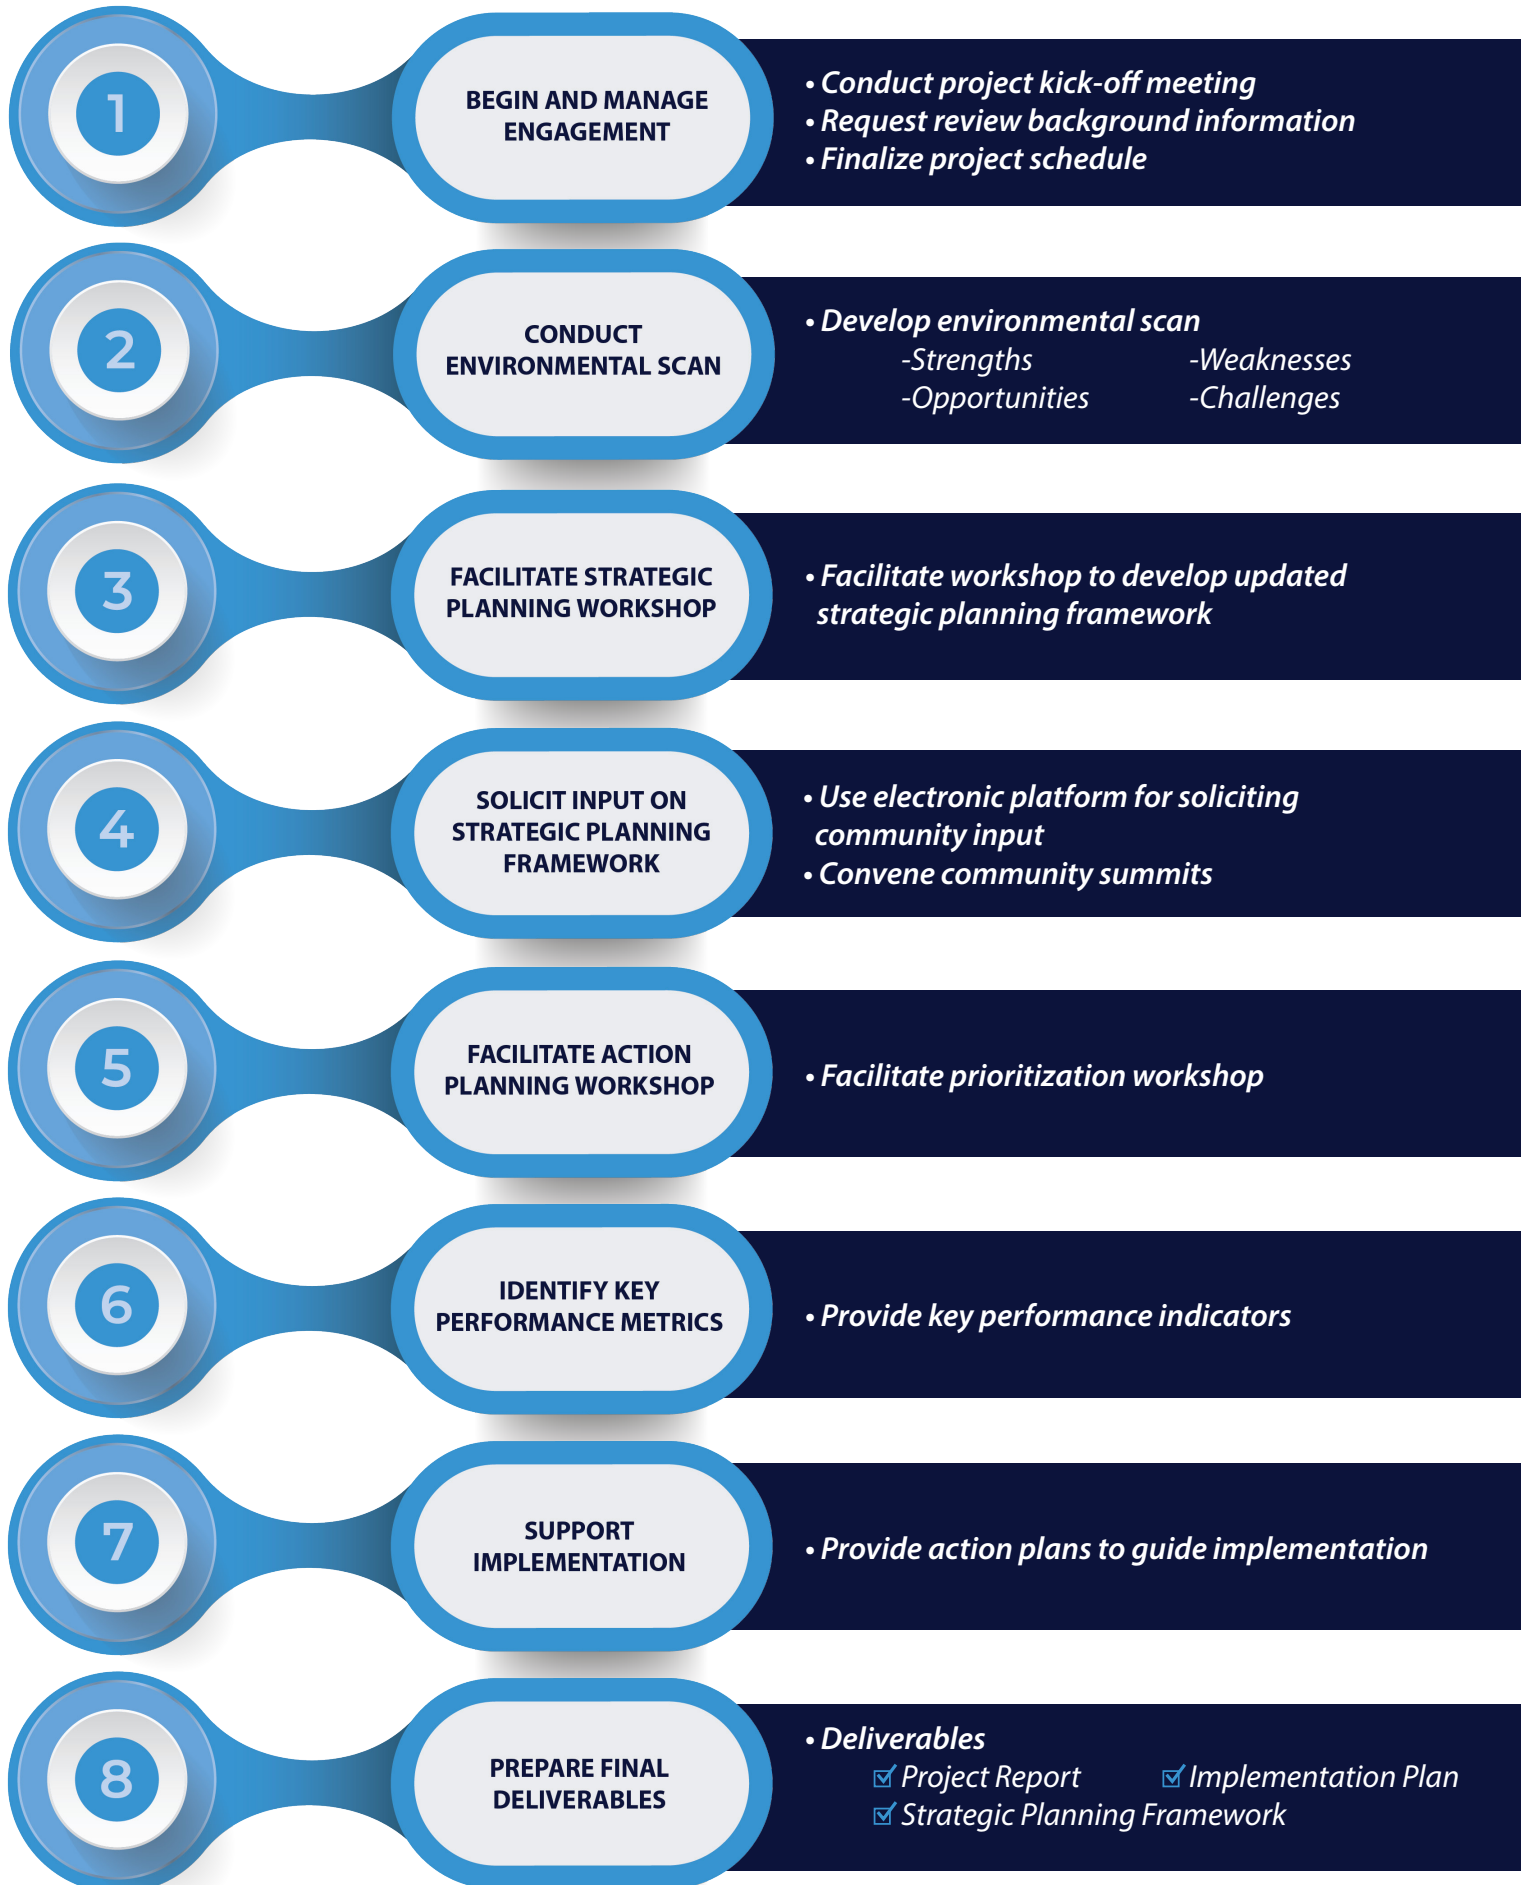 1
BEGIN AND MANAGE
ENGAGEMENT
• Conduct project kick-off meeting
• Request review background information
• Finalize project schedule
2
CONDUCT
ENVIRONMENTAL SCAN
• Develop environmental scan
-Strengths -Weaknesses
-Opportunities -Challenges
3
FACILITATE STRATEGIC
PLANNING WORKSHOP
• Facilitate workshop to develop updated
strategic planning framework
4
SOLICIT INPUT ON
STRATEGIC PLANNING
FRAMEWORK
• Use electronic platform for soliciting
community input
• Convene community summits
5
FACILITATE ACTION
PLANNING WORKSHOP
• Facilitate prioritization workshop
6
IDENTIFY KEY
PERFORMANCE METRICS
• Provide key performance indicators
7
SUPPORT
IMPLEMENTATION
• Provide action plans to guide implementation
8
PREPARE FINAL
DELIVERABLES
• Deliverables
☑ Project Report ☑ Implementation Plan
☑ Strategic Planning Framework